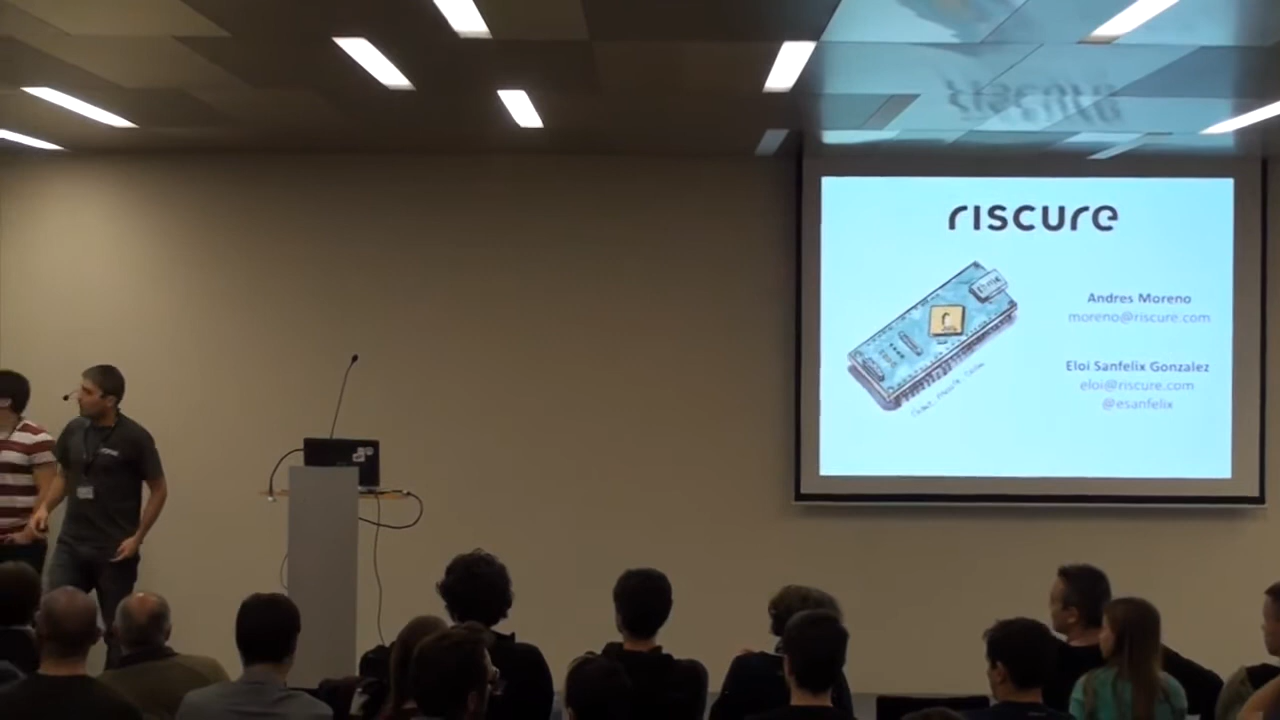 riscure
Andres Moreno
moreno@riscure.com
Eloi Sanfelix Gonzalez
eloi@riscure.com
@esanfelix